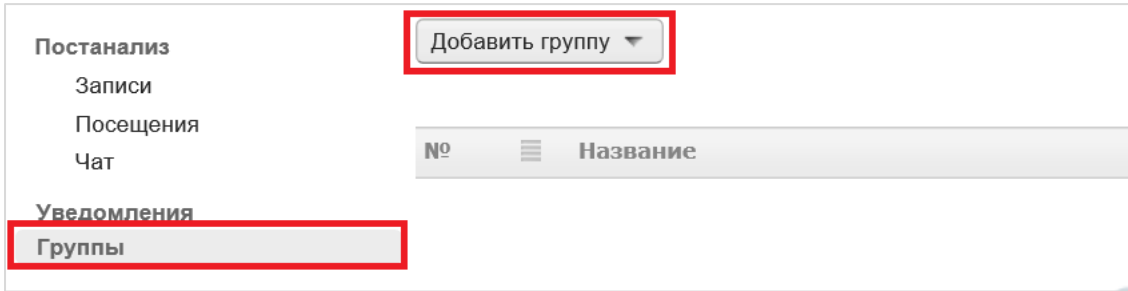 Постанализ
Записи
Посещения
Чат
Уведомления
Группы
Добавить группу
№ Название